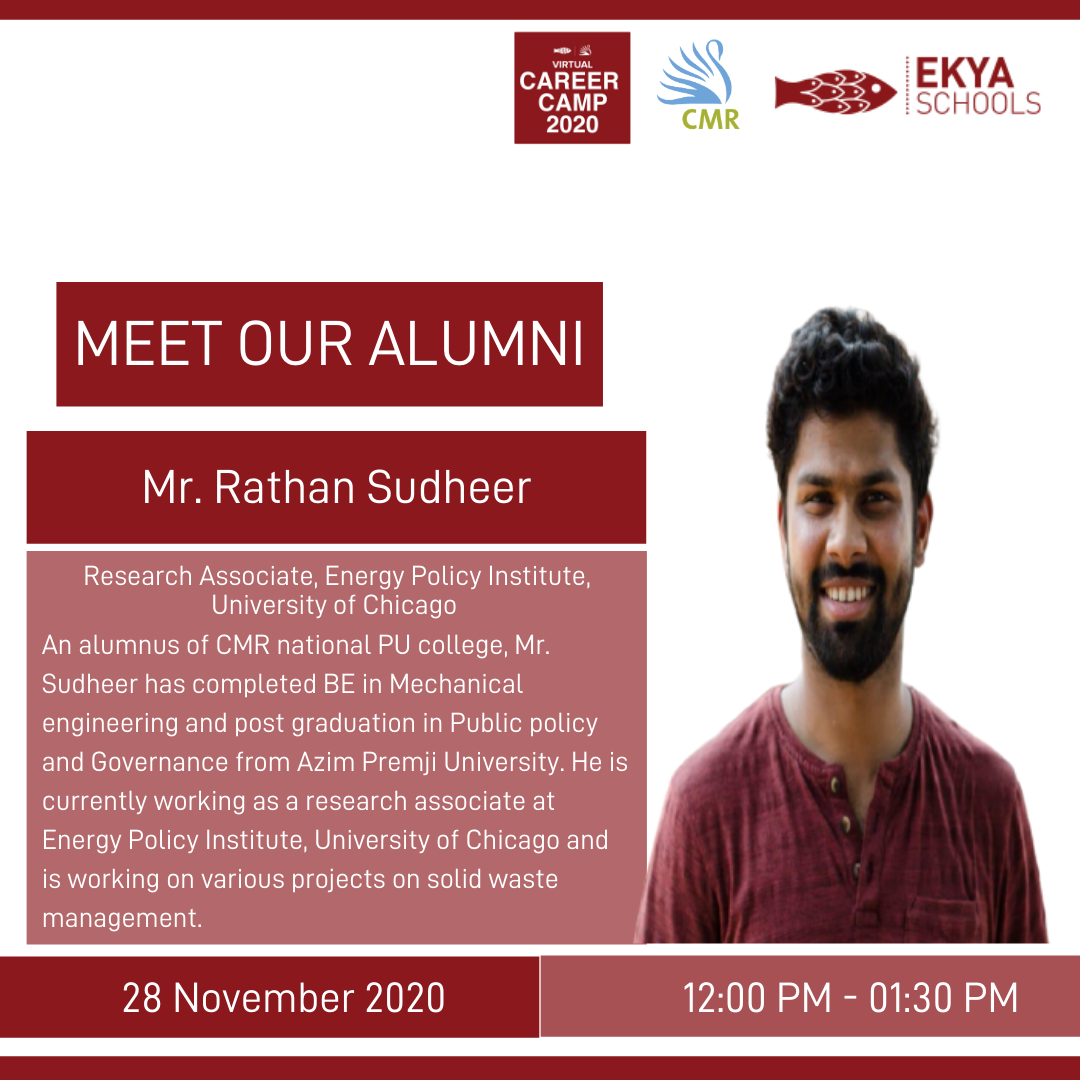 VIRTUAL
CAREER
CAMP
2020
CMR
EKYA
SCHOOLS
MEET OUR ALUMNI
Mr. Rathan Sudheer
Research Associate, Energy Policy Institute,
University of Chicago
An alumnus of CMR national PU college, Mr.
Sudheer has completed BE in Mechanical
engineering and post graduation in Public policy
and Governance from Azim Premji University. He is
currently working as a research associate at
Energy Policy Institute, University of Chicago and
is working on various projects on solid waste
management.
28 November 2020
12:00 PM - 01:30 PM